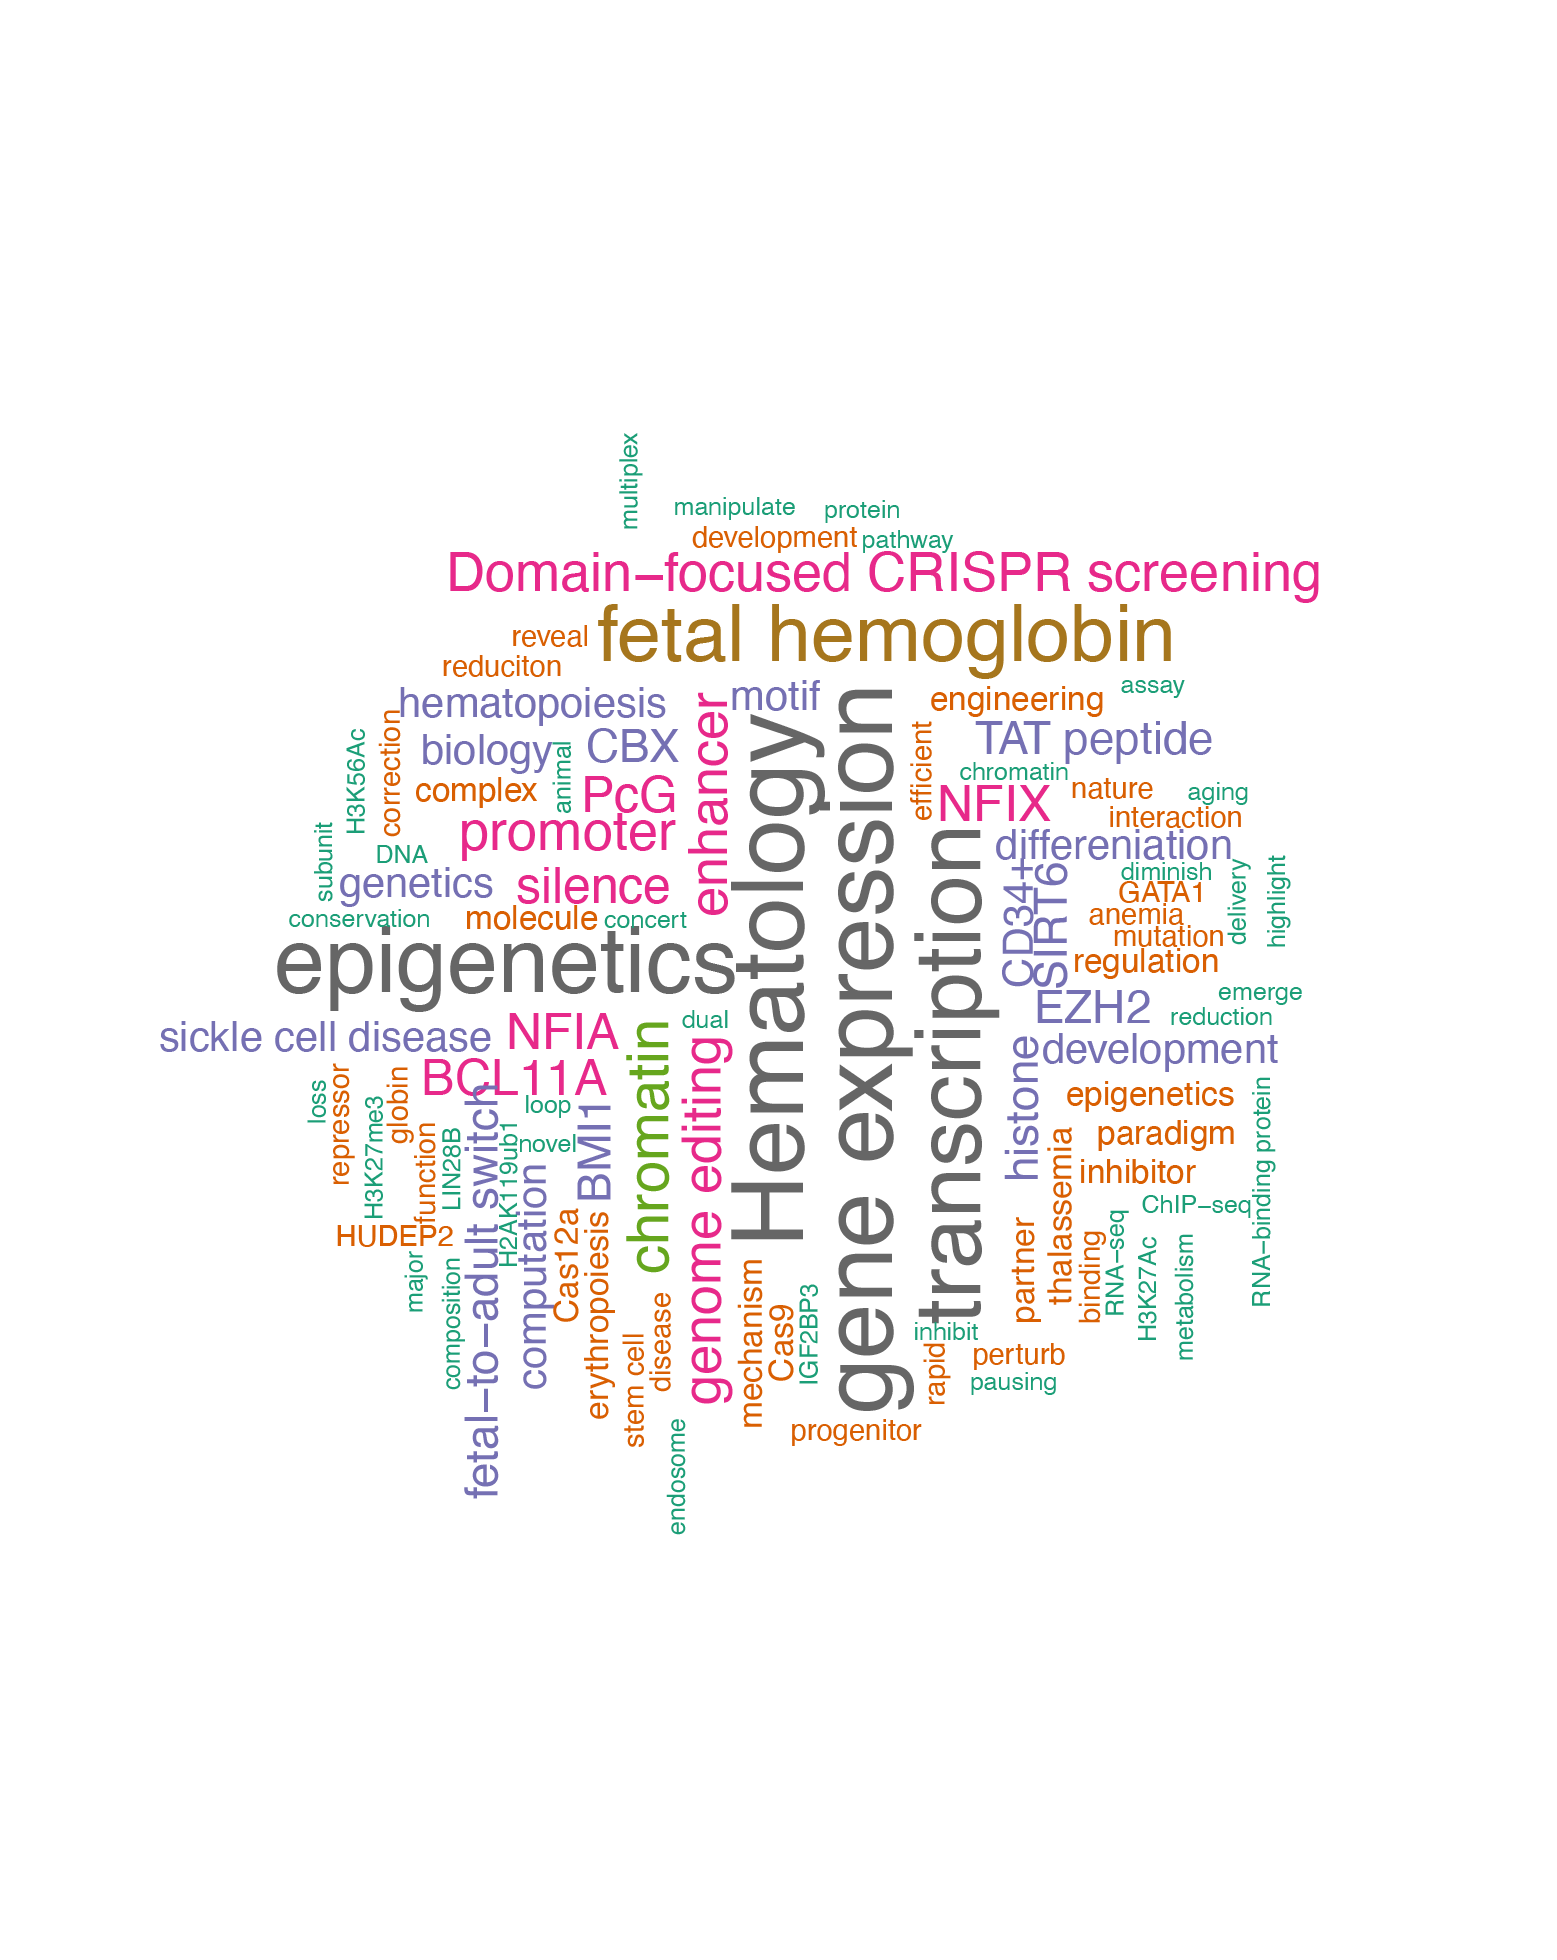 multiplex
manipulate
protein
development
pathway
Domain–focused CRISPR screening
fetal hemoglobin
reveal
reduciton
hematopoiesis
motif
engineering
assay
enhancer
Hematology
gene expression
transcription
biology
CBX
TAT peptide
efficient
correction
H3K56Ac
animal
chromatin
complex
PcG
NFIX
nature
aging
promoter
interaction
differeniation
subunit
DNA
genetics
silence
CD34+
SIRT6
diminish
GATA1
delivery
highlight
conservation
molecule
concert
anemia
mutation
epigenetics
regulation
EZH2
emerge
reduction
sickle cell disease
NFIA
chromatin
dual
genome editing
histone
development
BCL11A
loss
repressor
H3K27me3
globin
function
LIN28B
fetal–to–adult switch
H2AK119ub1
loop
novel
BMI1
computation
epigenetics
paradigm
inhibitor
thalassemia
RNA–binding protein
ChIP–seq
HUDEP2
Cas12a
erythropoiesis
partner
binding
RNA–seq
H3K27Ac
metabolism
major
composition
stem cell
disease
mechanism
Cas9
IGF2BP3
inhibit
rapid
perturb
pausing
progenitor
endosome